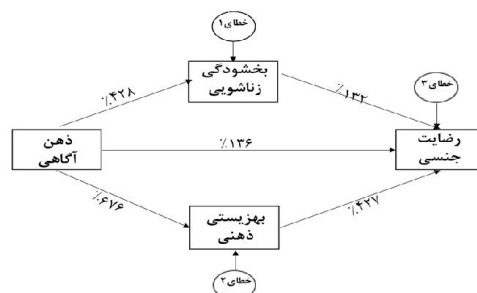 خطای۱
بخشودگی
زناشویی
خطای۳
٪۴۲۸
٪۱۳۲
ذهن
آگاهی
٪۱۳۶
رضایت
جنسی
٪۶۷۶
٪۴۲۷
بهزیستی
ذهنی
خطای۲